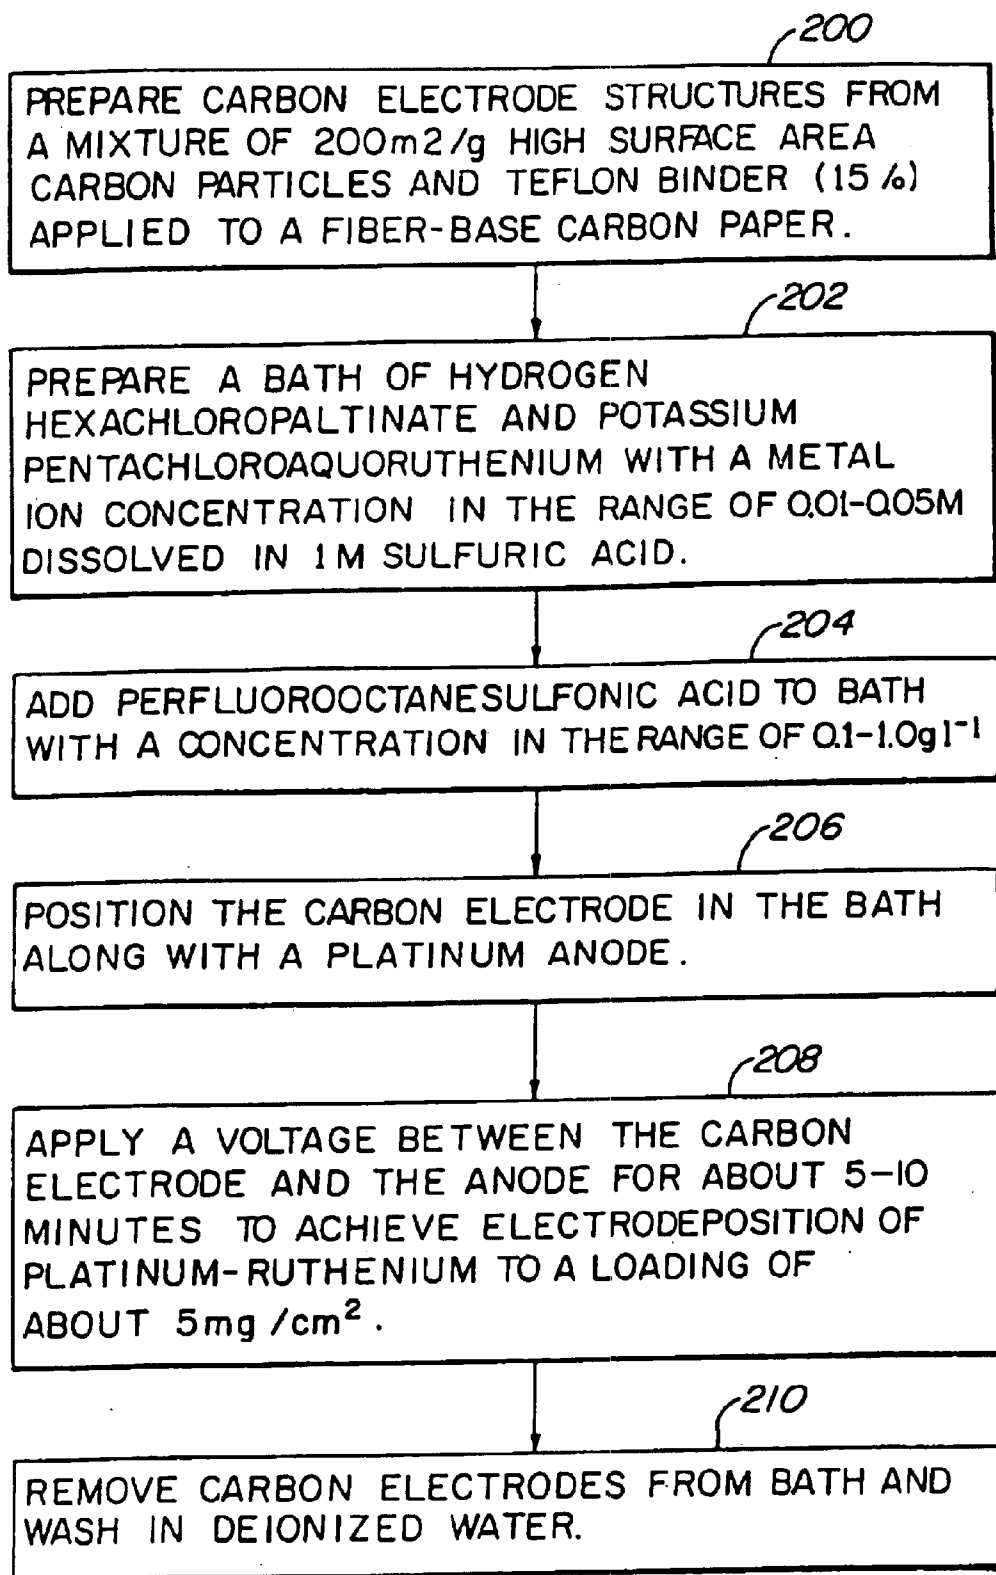 200
PREPARE CARBON ELECTRODE STRUCTURES FROM
A MIXTURE OF 200m2/g HIGH SURFACE AREA
CARBON PARTICLES AND TEFLON BINDER (15%)
APPLIED TO A FIBER-BASE CARBON PAPER.
202
PREPARE A BATH OF HYDROGEN
HEXACHLOROPALTINATE AND POTASSIUM
PENTACHLOROAQUORUTHENIUM WITH A METAL
ION CONCENTRATION IN THE RANGE OF 0.01-0.05M
DISSOLVED IN 1M SULFURIC ACID.
204
ADD PERFLUOROOCTANESULFONIC ACID TO BATH
WITH A CONCENTRATION IN THE RANGE OF 0.1-1.0gl⁻¹
206
POSITION THE CARBON ELECTRODE IN THE BATH
ALONG WITH A PLATINUM ANODE.
208
APPLY A VOLTAGE BETWEEN THE CARBON
ELECTRODE AND THE ANODE FOR ABOUT 5-10
MINUTES TO ACHIEVE ELECTRODEPOSITION OF
PLATINUM-RUTHENIUM TO A LOADING OF
ABOUT 5mg/cm².
210
REMOVE CARBON ELECTRODES FROM BATH AND
WASH IN DEIONIZED WATER.